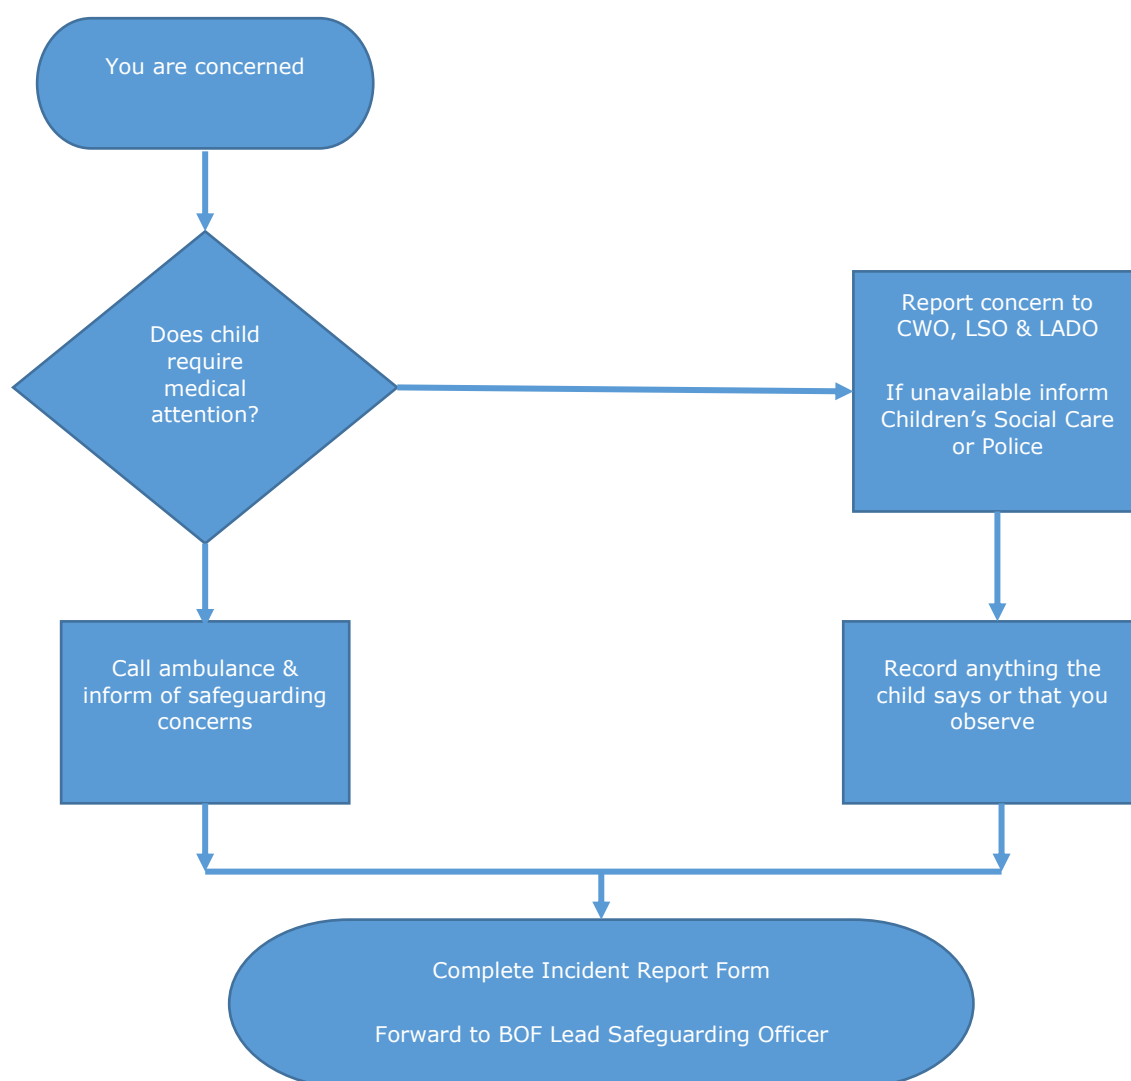 You are concerned
Does child
require
medical
attention?
Report concern to
CWO, LSO & LADO
If unavailable inform
Children’s Social Care
or Police
Call ambulance &
inform of safeguarding
concerns
Record anything the
child says or that you
observe
Complete Incident Report Form
Forward to BOF Lead Safeguarding Officer